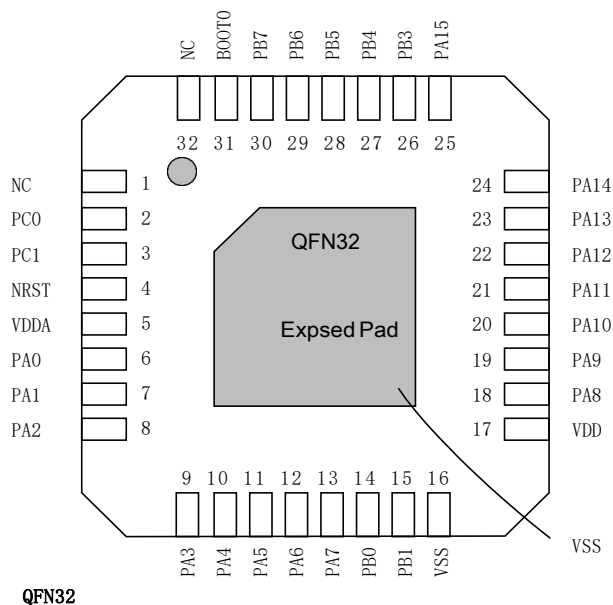 NC BOOT0 PB7 PB6 PB5 PB4 PB3 PA15
32 31 30 29 28 27 26 25
NC 1 24 PA14
PC0 2 23 PA13
PC1 3 22 PA12
NRST 4 21 PA11
VDDA 5 20 PA10
PA0 6 19 PA9
PA1 7 18 PA8
PA2 8 17 VDD
QFN32
Expsed Pad
9 10 11 12 13 14 15 16
PA3 PA4 PA5 PA6 PA7 PB0 PB1 VSS
VSS
QFN32